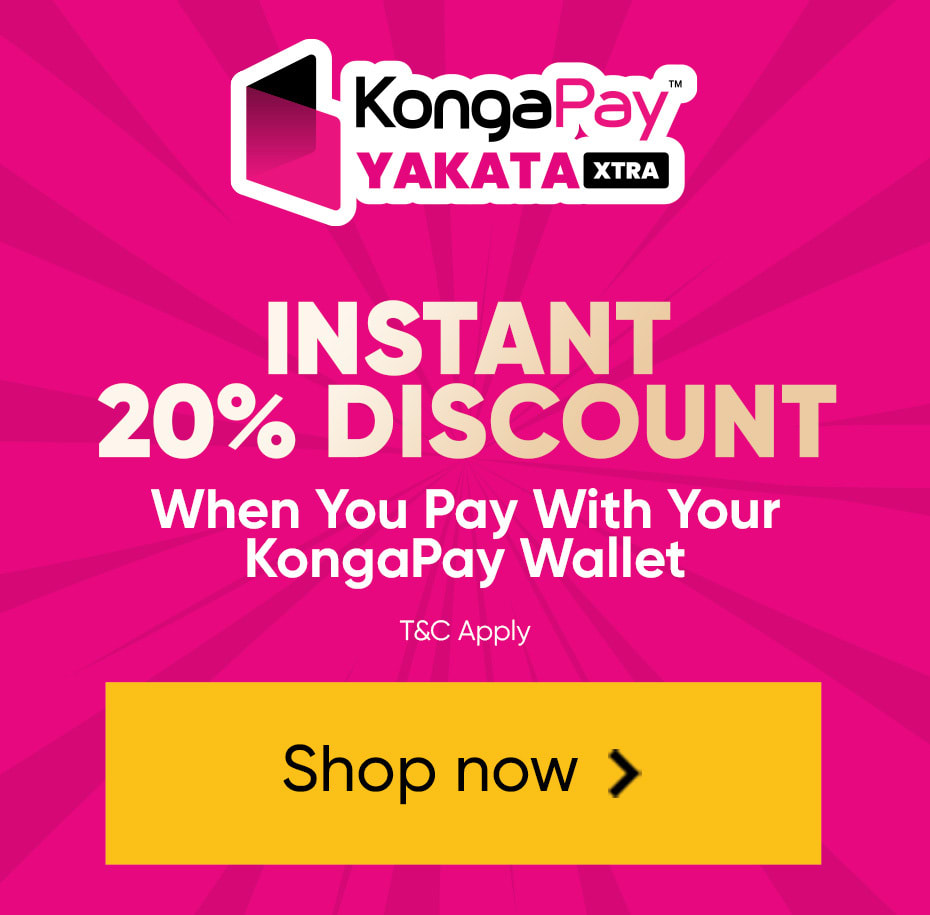 KongaPay™
YAKATA XTRA
INSTANT
20% DISCOUNT
When You Pay With Your
KongaPay Wallet
T&C Apply
Shop now